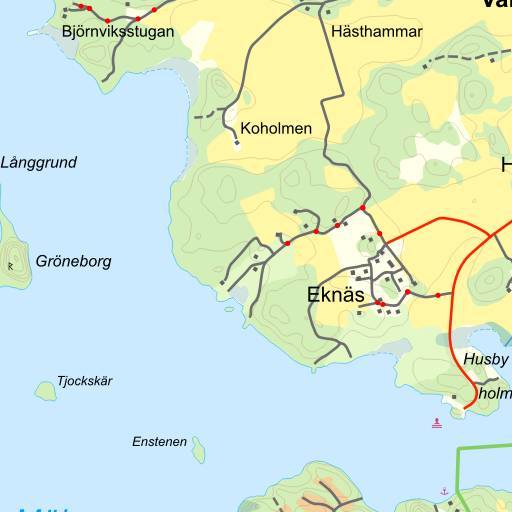 Björnviksstugan
Hästhammar
Koholmen
Långgrund
Gröneborg
Eknäs
Husby
holm
Tjockskär
Enstenen